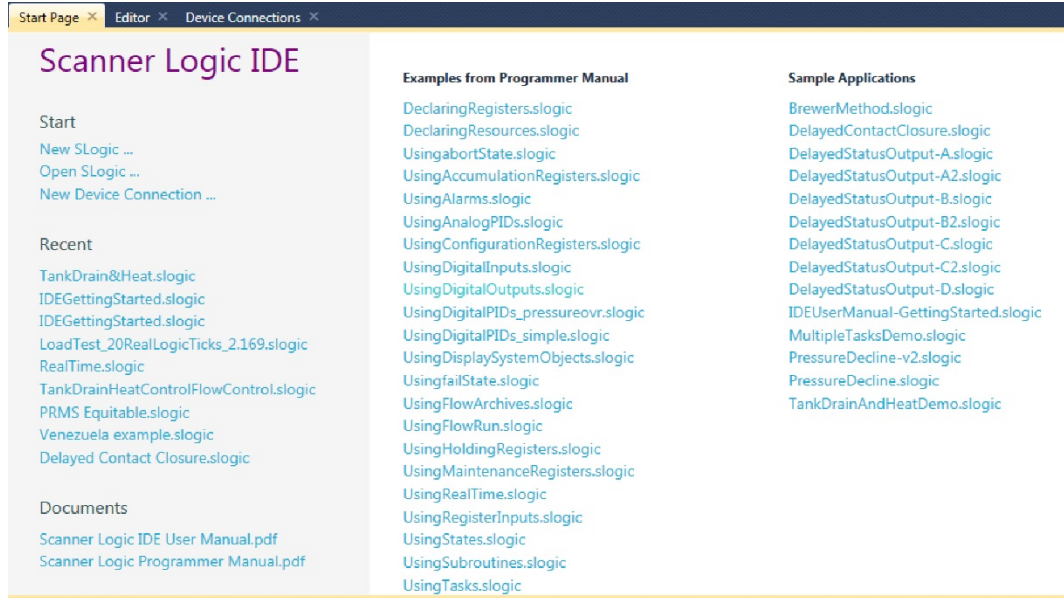 Start Page ×  Editor ×  Device Connections ×
Scanner Logic IDE
Start
New SLogic ...
Open SLogic ...
New Device Connection ...
Recent
TankDrain&Heat.slogic
IDEGettingStarted.slogic
IDEGettingStarted.slogic
LoadTest_20RealLogicTicks_2.169.slogic
RealTime.slogic
TankDrainHeatControlFlowControl.slogic
PRMS Equitable.slogic
Venezuela example.slogic
Delayed Contact Closure.slogic
Documents
Scanner Logic IDE User Manual.pdf
Scanner Logic Programmer Manual.pdf
Examples from Programmer Manual
DeclaringRegisters.slogic
DeclaringResources.slogic
UsingabortState.slogic
UsingAccumulationRegisters.slogic
UsingAlarms.slogic
UsingAnalogPIDs.slogic
UsingConfigurationRegisters.slogic
UsingDigitalInputs.slogic
UsingDigitalOutputs.slogic
UsingDigitalPIDs_pressureovr.slogic
UsingDigitalPIDs_simple.slogic
UsingDisplaySystemObjects.slogic
UsingfailState.slogic
UsingFlowArchives.slogic
UsingFlowRun.slogic
UsingHoldingRegisters.slogic
UsingMaintenanceRegisters.slogic
UsingRealTime.slogic
UsingRegisterInputs.slogic
UsingStates.slogic
UsingSubroutines.slogic
UsingTasks.slogic
Sample Applications
BrewerMethod.slogic
DelayedContactClosure.slogic
DelayedStatusOutput-A.slogic
DelayedStatusOutput-A2.slogic
DelayedStatusOutput-B.slogic
DelayedStatusOutput-B2.slogic
DelayedStatusOutput-C.slogic
DelayedStatusOutput-C2.slogic
DelayedStatusOutput-D.slogic
IDEUserManual-GettingStarted.slogic
MultipleTasksDemo.slogic
PressureDecline-v2.slogic
PressureDecline.slogic
TankDrainAndHeatDemo.slogic